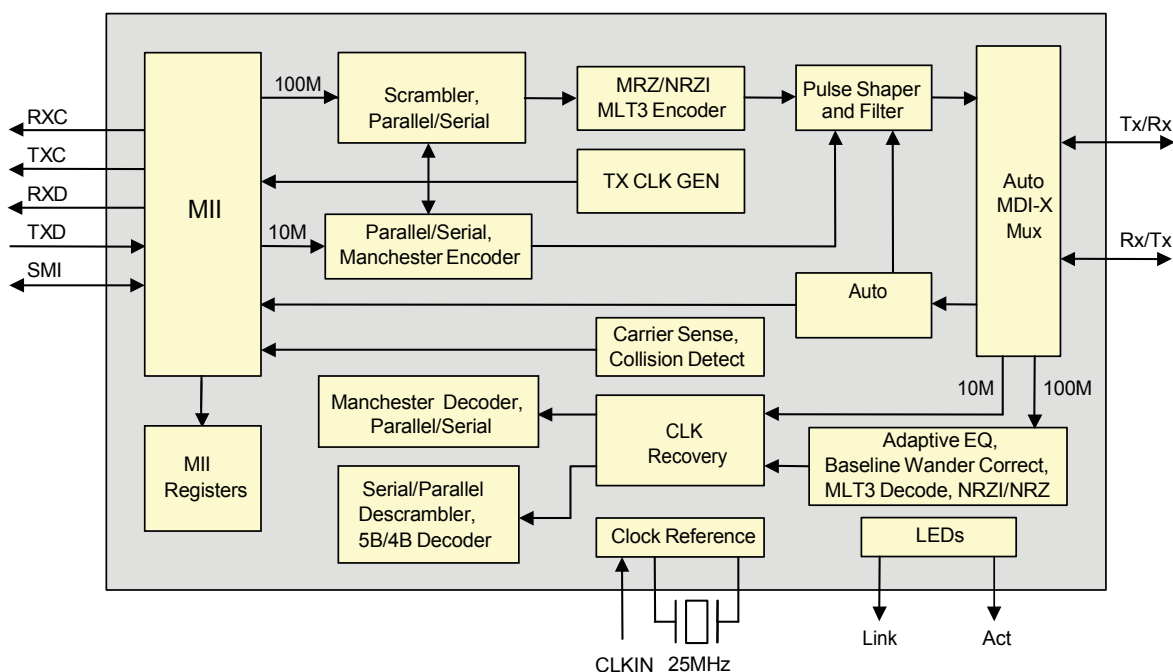 RXC
TXC
RXD
TXD
SMI
MII
100M
10M
Scrambler,
Parallel/Serial
MRZ/NRZI
MLT3 Encoder
Pulse Shaper
and Filter
TX CLK GEN
Parallel/Serial,
Manchester Encoder
Auto
MDI-X
Mux
Tx/Rx
Rx/Tx
Auto
Carrier Sense,
Collision Detect
10M
100M
Manchester Decoder,
Parallel/Serial
CLK
Recovery
Adaptive EQ,
Baseline Wander Correct,
MLT3 Decode, NRZI/NRZ
MII
Registers
Serial/Parallel
Descrambler,
5B/4B Decoder
Clock Reference
LEDs
CLKIN
25MHz
Link
Act